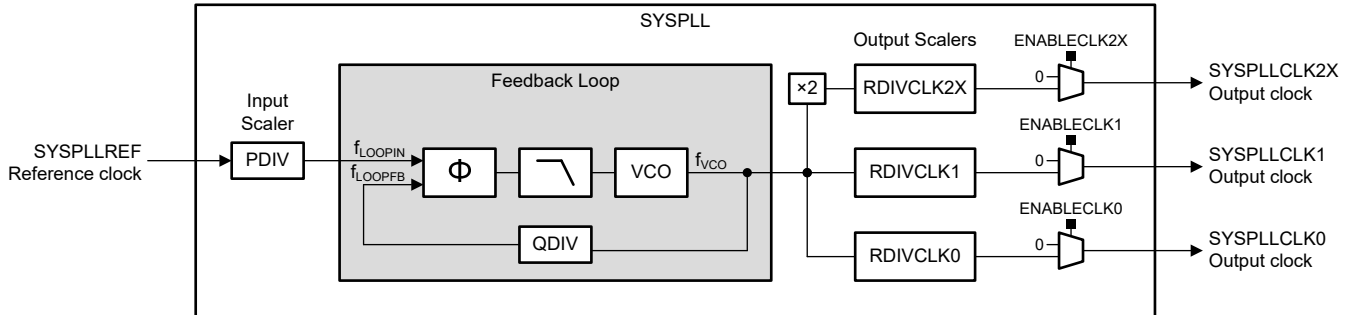 SYSPLL
Output Scalers
ENABLECLK2X
Feedback Loop
×2
RDIVCLK2X
0
SYSPLLCLK2X
Output clock
Input
Scaler
ENABLECLK1
SYSPLLREF
Reference clock
PDIV
fLOOPIN
fLOOPFB
Φ
VCO
fVCO
RDIVCLK1
0
SYSPLLCLK1
Output clock
ENABLECLK0
QDIV
RDIVCLK0
0
SYSPLLCLK0
Output clock